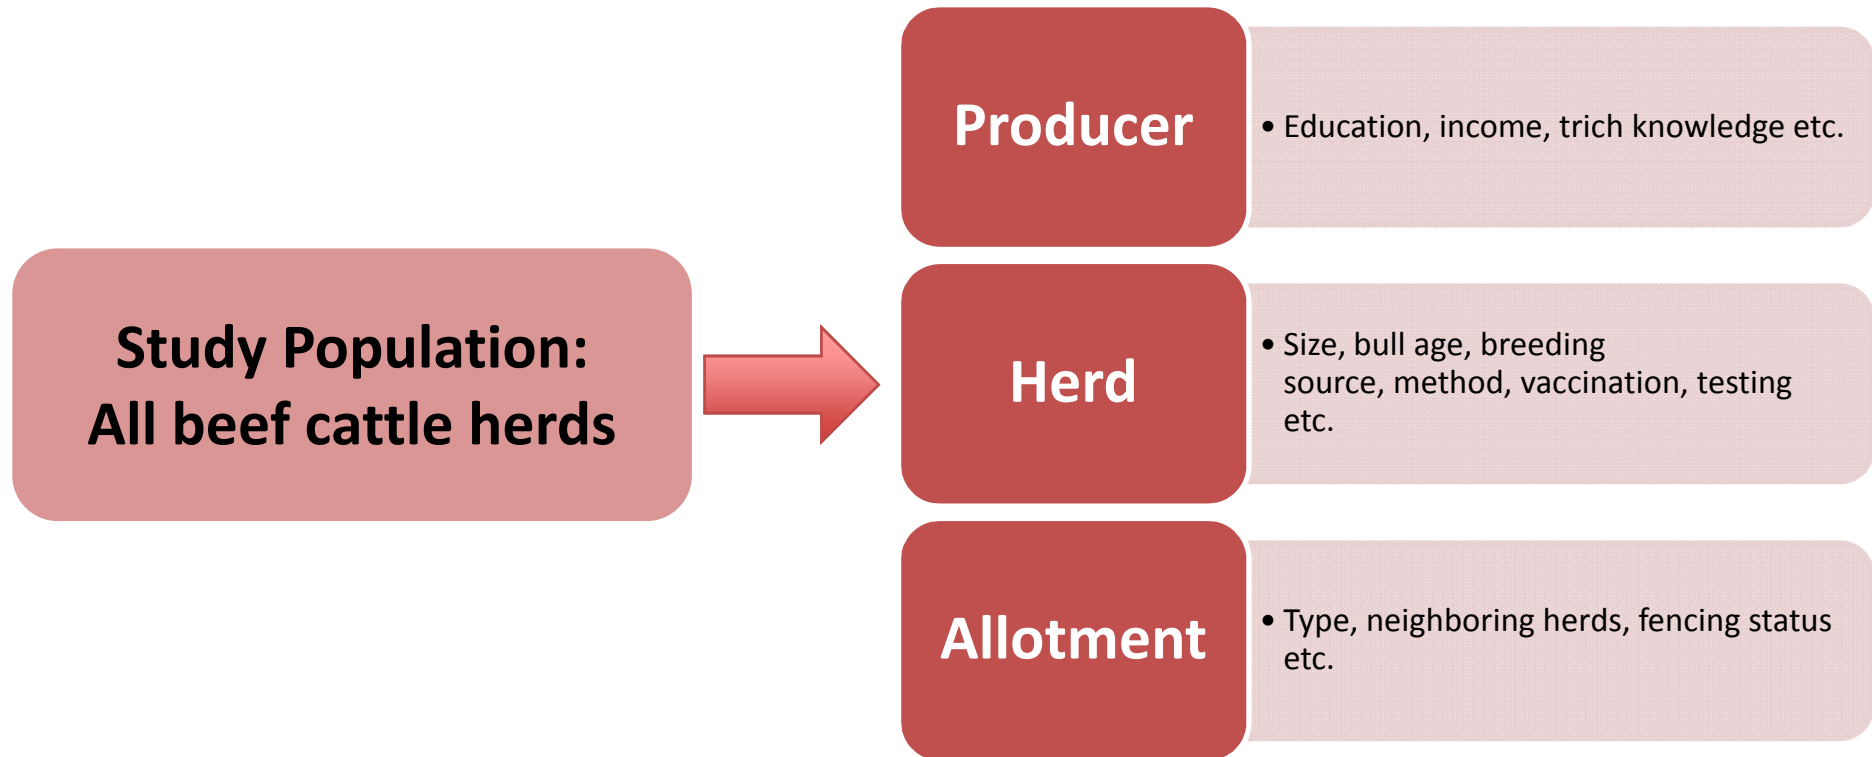 Study Population:
All beef cattle herds
Producer
• Education, income, trich knowledge etc.
Herd
• Size, bull age, breeding
source, method, vaccination, testing
etc.
Allotment
• Type, neighboring herds, fencing status
etc.